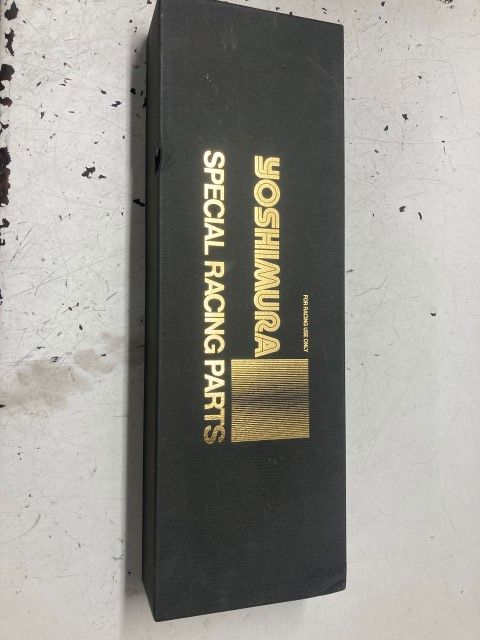 FOR RACING USE ONLY
YOSHIMURA
SPECIAL RACING PARTS